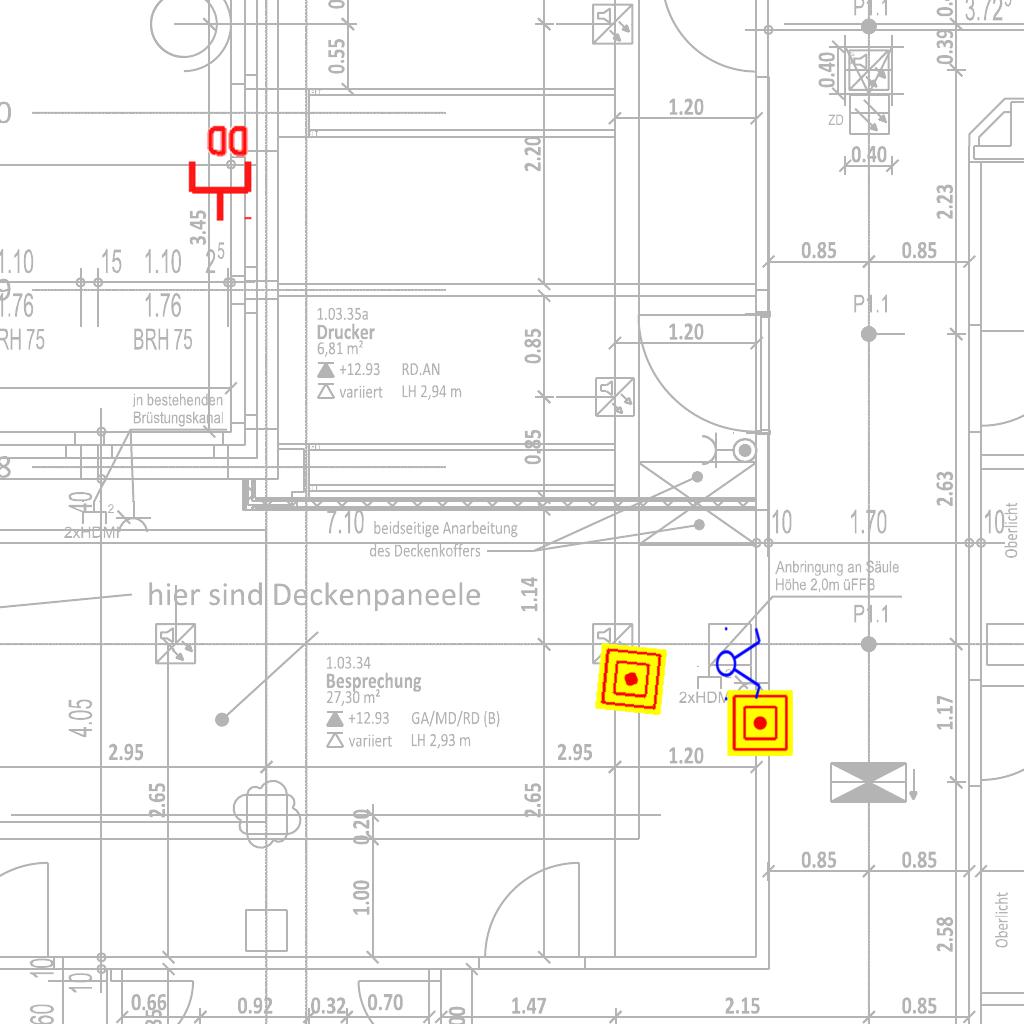 P1.1
3.72⁵
0.55
0.39
0.40
ZD
0.40
1.20
2.20
DD
3.45
2.23
1.10
15
1.10
2⁵
0.85
0.85
1.76
1.76
BRH 75
P1.1
1.03.35a
Drucker
6,81 m²
+12.93 RD.AN
variiert LH 2,94 m
0.85
1.20
jn bestehenden
Brüstungskanal
0.85
2.63
40
2xHDMI
2
7.10
beidseitige Anarbeitung
des Deckenkoffers
10
1.70
10
Oberlicht
Anbringung an Säule
Höhe 2,0m üFFB
hier sind Deckenpaneele
1.14
P1.1
1.03.34
Besprechung
27,30 m²
+12.93 GA/MD/RD (B)
variiert LH 2,93 m
2xHDM
4.05
1.17
2.95
2.95
1.20
2.65
2.65
0.20
0.85
0.85
1.00
2.58
Oberlicht
10
10
60
0.66
0.92
0.32
0.70
1.47
2.15
0.85